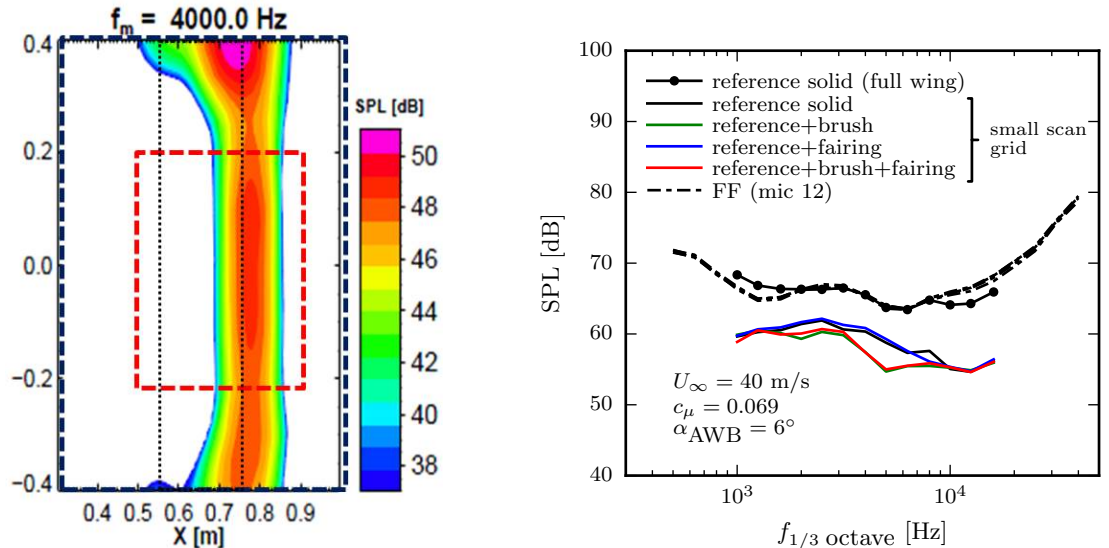 f_m = 4000.0 Hz
0.4
0.2
0.0
−0.2
−0.4
0.4 0.5 0.6 0.7 0.8 0.9
X [m]
SPL [dB]
50
48
46
44
42
40
38
100
90
80
70
60
50
40
SPL [dB]
reference solid (full wing)
reference solid
reference+brush
reference+fairing
reference+brush+fairing
FF (mic 12)
small scan
grid
U∞ = 40 m/s
c_μ = 0.069
α_AWB = 6°
10³ 10⁴
f_1/3 octave [Hz]